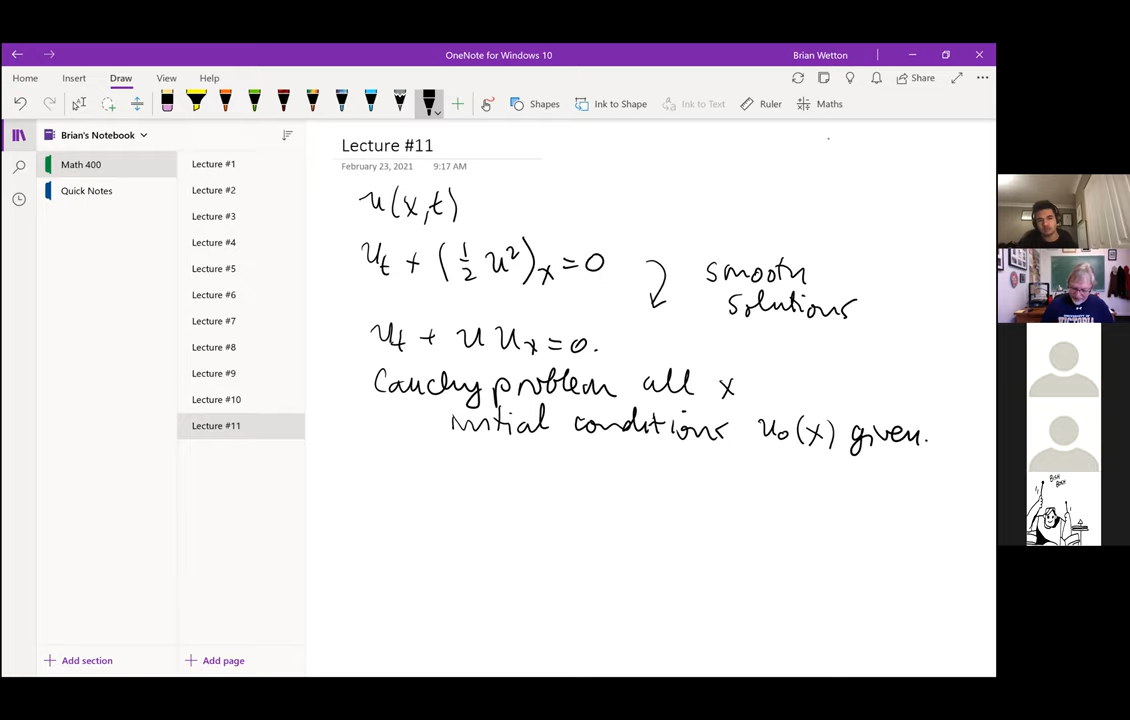 OneNote for Windows 10
Brian Wetton
Home Insert Draw View Help
Share
Shapes Ink to Shape Ink to Text Ruler Maths
Brian's Notebook
Math 400
Quick Notes
Lecture #1
Lecture #2
Lecture #3
Lecture #4
Lecture #5
Lecture #6
Lecture #7
Lecture #8
Lecture #9
Lecture #10
Lecture #11
Add section
Add page
Lecture #11
February 23, 2021 9:17 AM
u(x,t)
u_t + (1/2 u²)_x = 0
smooth
solutions
u_t + u u_x = 0.
Cauchy problem all x
initial conditions u₀(x) given.